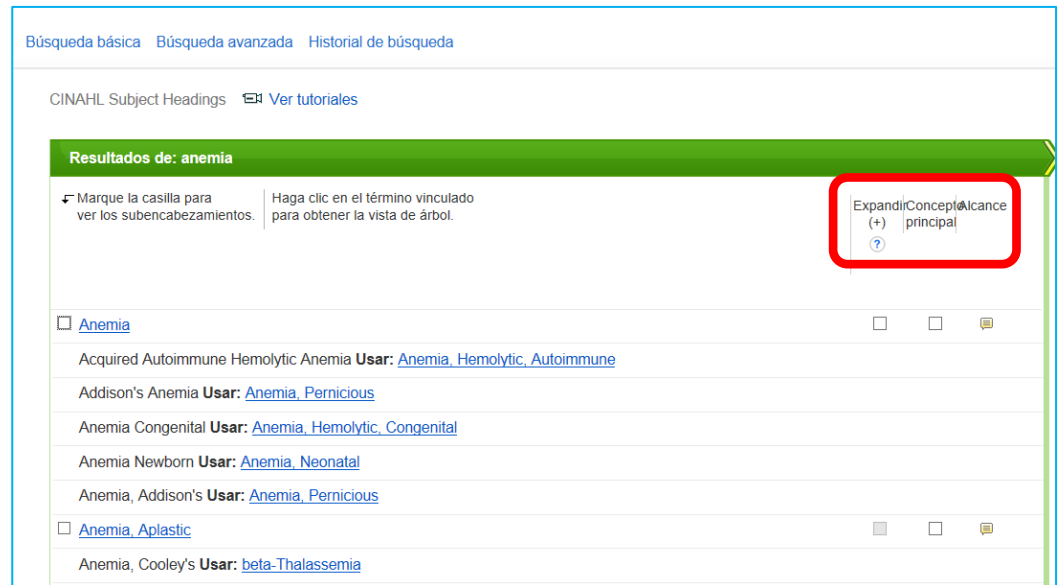 Búsqueda básica Búsqueda avanzada Historial de búsqueda
CINAHL Subject Headings Ver tutoriales
Resultados de: anemia
Marque la casilla para
ver los subencabezamientos.
Haga clic en el término vinculado
para obtener la vista de árbol.
Expandir
(+)
?
Concepto
principal
Alcance
Anemia
Acquired Autoimmune Hemolytic Anemia Usar: Anemia, Hemolytic, Autoimmune
Addison's Anemia Usar: Anemia, Pernicious
Anemia Congenital Usar: Anemia, Hemolytic, Congenital
Anemia Newborn Usar: Anemia, Neonatal
Anemia, Addison's Usar: Anemia, Pernicious
Anemia, Aplastic
Anemia, Cooley's Usar: beta-Thalassemia